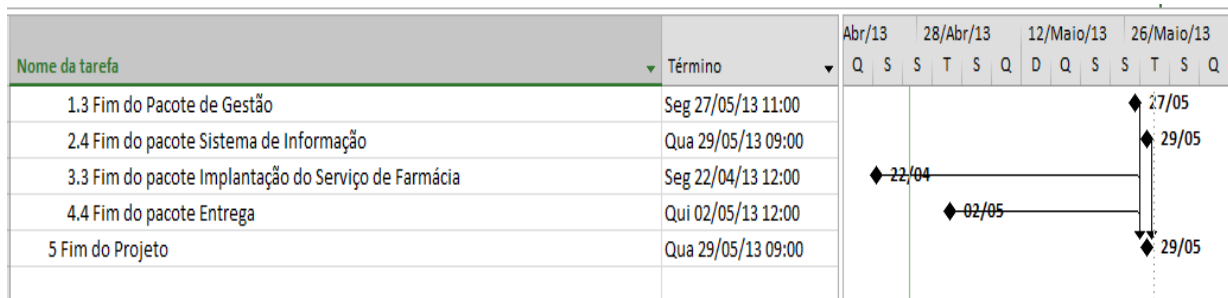 Abr/13 28/Abr/13 12/Maio/13 26/Maio/13
Nome da tarefa Término Q S S T S Q D Q S S T S Q
1.3 Fim do Pacote de Gestão Seg 27/05/13 11:00 27/05
2.4 Fim do pacote Sistema de Informação Qua 29/05/13 09:00 29/05
3.3 Fim do pacote Implantação do Serviço de Farmácia Seg 22/04/13 12:00 22/04
4.4 Fim do pacote Entrega Qui 02/05/13 12:00 02/05
5 Fim do Projeto Qua 29/05/13 09:00 29/05